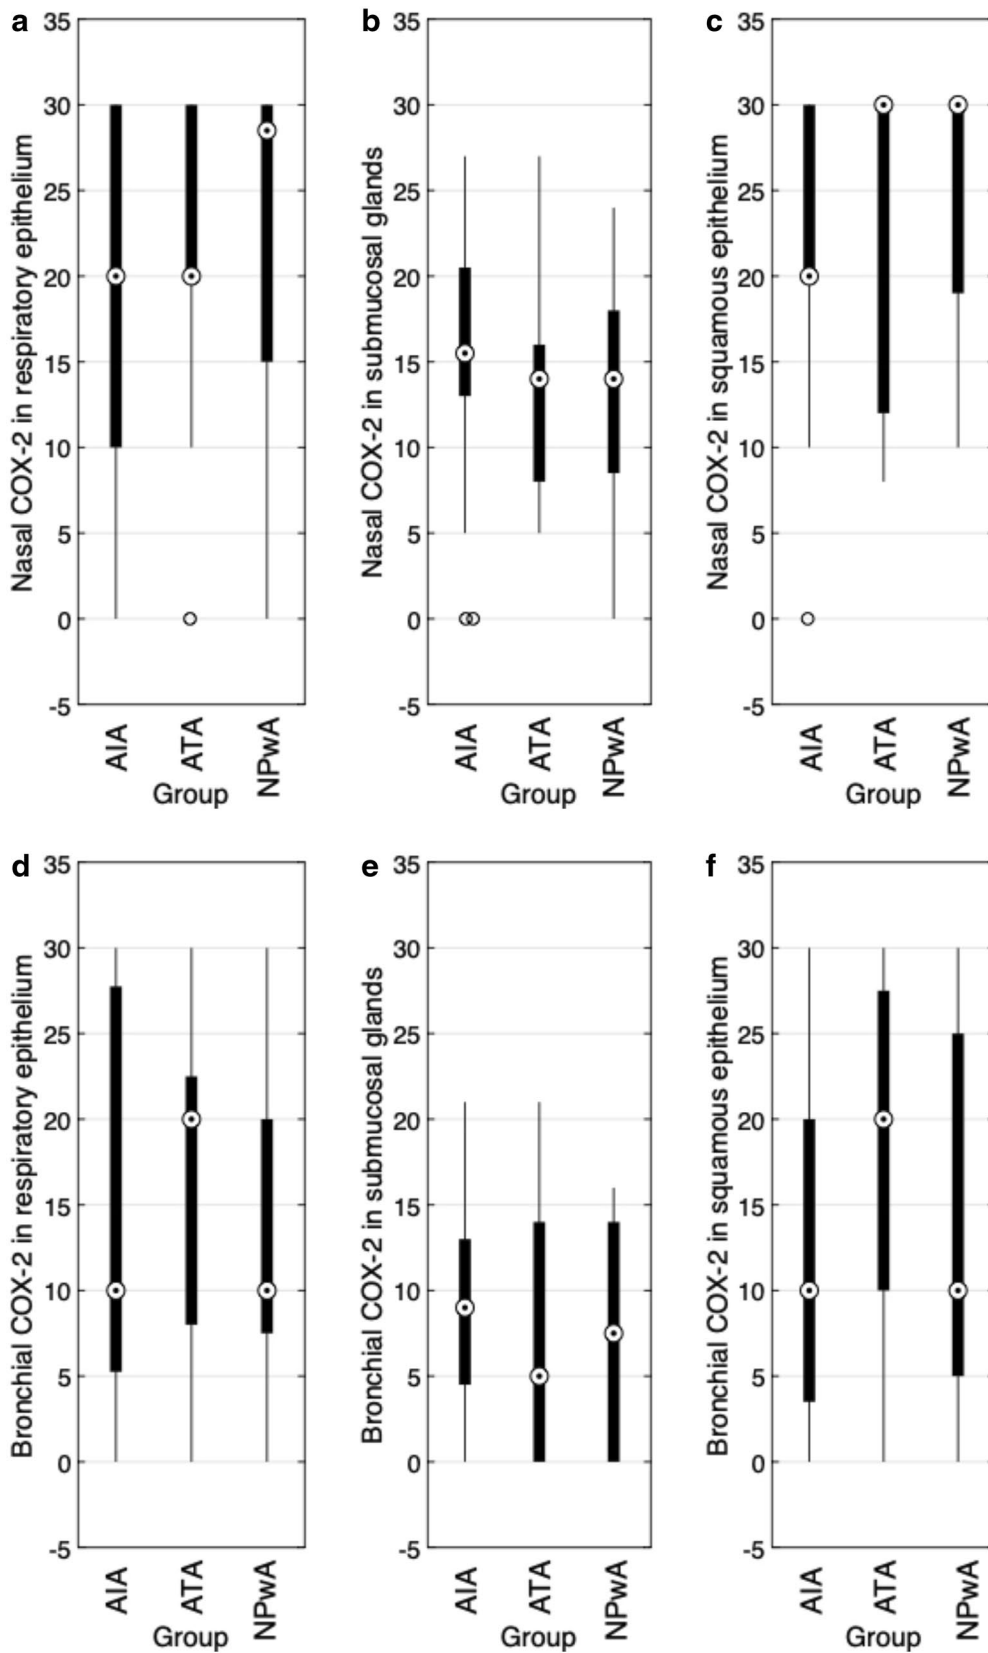 a
35
30
25
20
15
10
5
0
-5
Nasal COX-2 in respiratory epithelium
AIA
ATA
NPwA
Group
b
35
30
25
20
15
10
5
0
-5
Nasal COX-2 in submucosal glands
AIA
ATA
NPwA
Group
c
35
30
25
20
15
10
5
0
-5
Nasal COX-2 in squamous epithelium
AIA
ATA
NPwA
Group
d
35
30
25
20
15
10
5
0
-5
Bronchial COX-2 in respiratory epithelium
AIA
ATA
NPwA
Group
e
35
30
25
20
15
10
5
0
-5
Bronchial COX-2 in submucosal glands
AIA
ATA
NPwA
Group
f
35
30
25
20
15
10
5
0
-5
Bronchial COX-2 in squamous epithelium
AIA
ATA
NPwA
Group